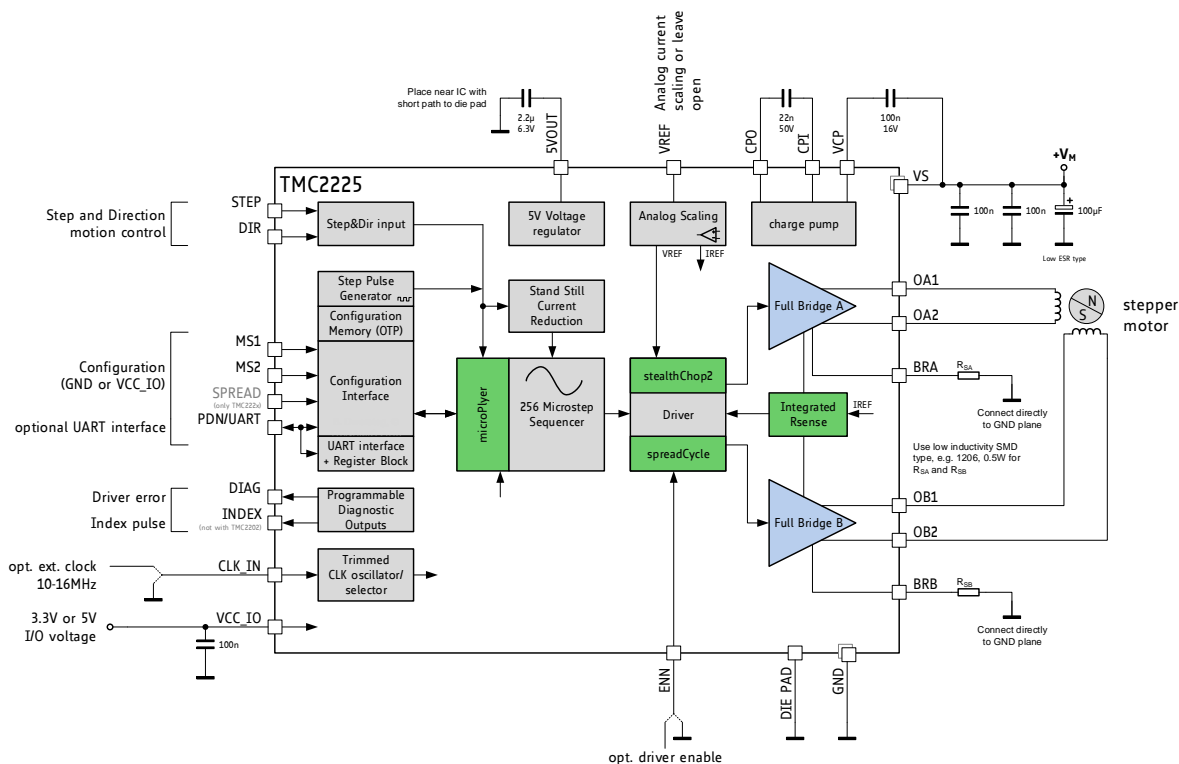 Place near IC with
short path to die pad
2.2µ
6.3V
5VOUT
VREF
Analog current
scaling or leave
open
22n
50V
CPO
CPI
VCP
100n
16V
+VM
VS
100n
100n
+
100µF
Low ESR type
TMC2225
Step and Direction
motion control
STEP
DIR
Step&Dir input
5V Voltage
regulator
Analog Scaling
VREF
IREF
charge pump
Step Pulse
Generator
Configuration
Memory (OTP)
Configuration
Interface
UART interface
+ Register Block
Stand Still
Current
Reduction
Configuration
(GND or VCC_IO)
optional UART interface
MS1
MS2
SPREAD
(only TMC222x)
PDN/UART
microPlyer
256 Microstep
Sequencer
stealthChop2
Driver
spreadCycle
Integrated
Rsense
IREF
Full Bridge A
Full Bridge B
OA1
OA2
N
S
stepper
motor
BRA
RSA
Connect directly
to GND plane
Use low inductivity SMD
type, e.g. 1206, 0.5W for
RSA and RSB
OB1
OB2
BRB
RSB
Connect directly
to GND plane
Driver error
Index pulse
DIAG
INDEX
(not with TMC2202)
Programmable
Diagnostic
Outputs
opt. ext. clock
10-16MHz
CLK_IN
Trimmed
CLK oscillator/
selector
3.3V or 5V
I/O voltage
VCC_IO
100n
ENN
opt. driver enable
DIE PAD
GND